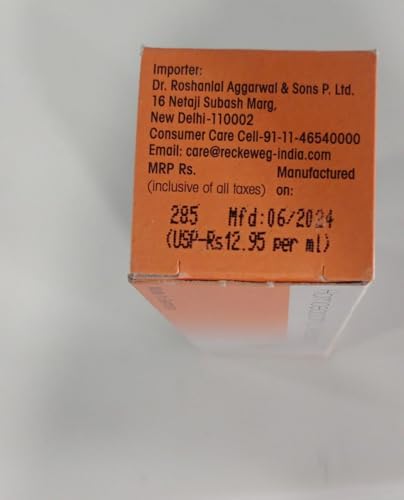 Importer:
Dr. Roshanlal Aggarwal & Sons P. Ltd.
16 Netaji Subash Marg,
New Delhi-110002
Consumer Care Cell-91-11-46540000
Email: care@reckeweg-india.com
MRP Rs. Manufactured
(inclusive of all taxes) on:
285 Mfd:06/2024
(USP-Rs12.95 per ml)